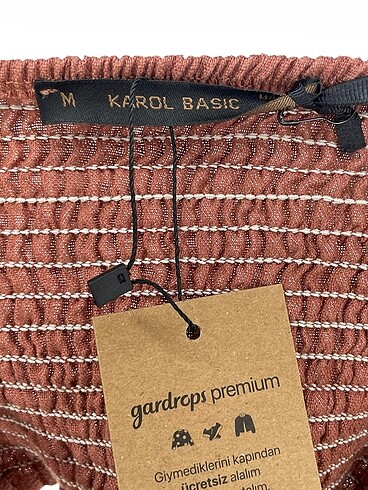 M KAROL BASIC
g
gardrops premium
Giymediklerini kapından
ücretsiz alalım